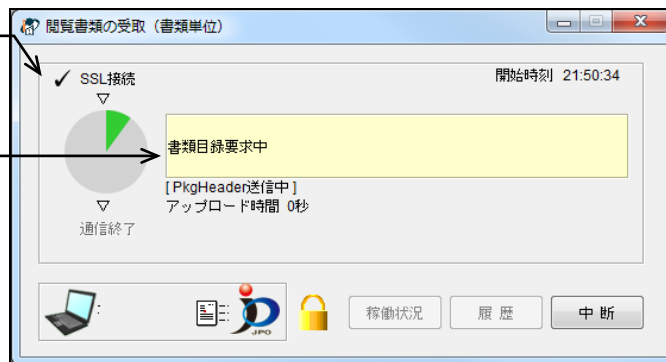 閲覧書類の受取（書類単位）
✓ SSL接続
開始時刻 21:50:34
▽
書類目録要求中
[PkgHeader送信中]
アップロード時間 0秒
▽
通信終了
JPO
稼働状況
履 歴
中 断